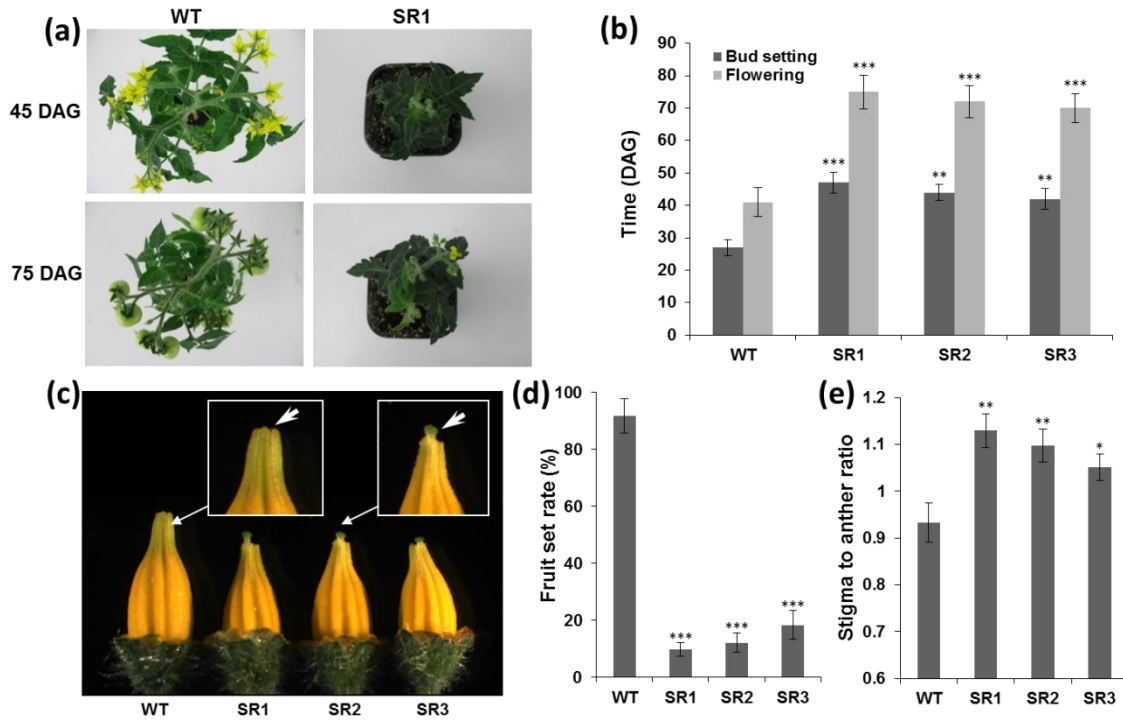 (a)
WT
SR1
45 DAG
75 DAG
(b)
Time (DAG)
90
80
70
60
50
40
30
20
10
0
Bud setting
Flowering
***
***
**
***
**
***
WT
SR1
SR2
SR3
(c)
WT
SR1
SR2
SR3
(d)
Fruit set rate (%)
100
80
60
40
20
0
***
***
***
WT
SR1
SR2
SR3
(e)
Stigma to anther ratio
1.2
1.1
1
0.9
0.8
0.7
0.6
**
**
*
WT
SR1
SR2
SR3